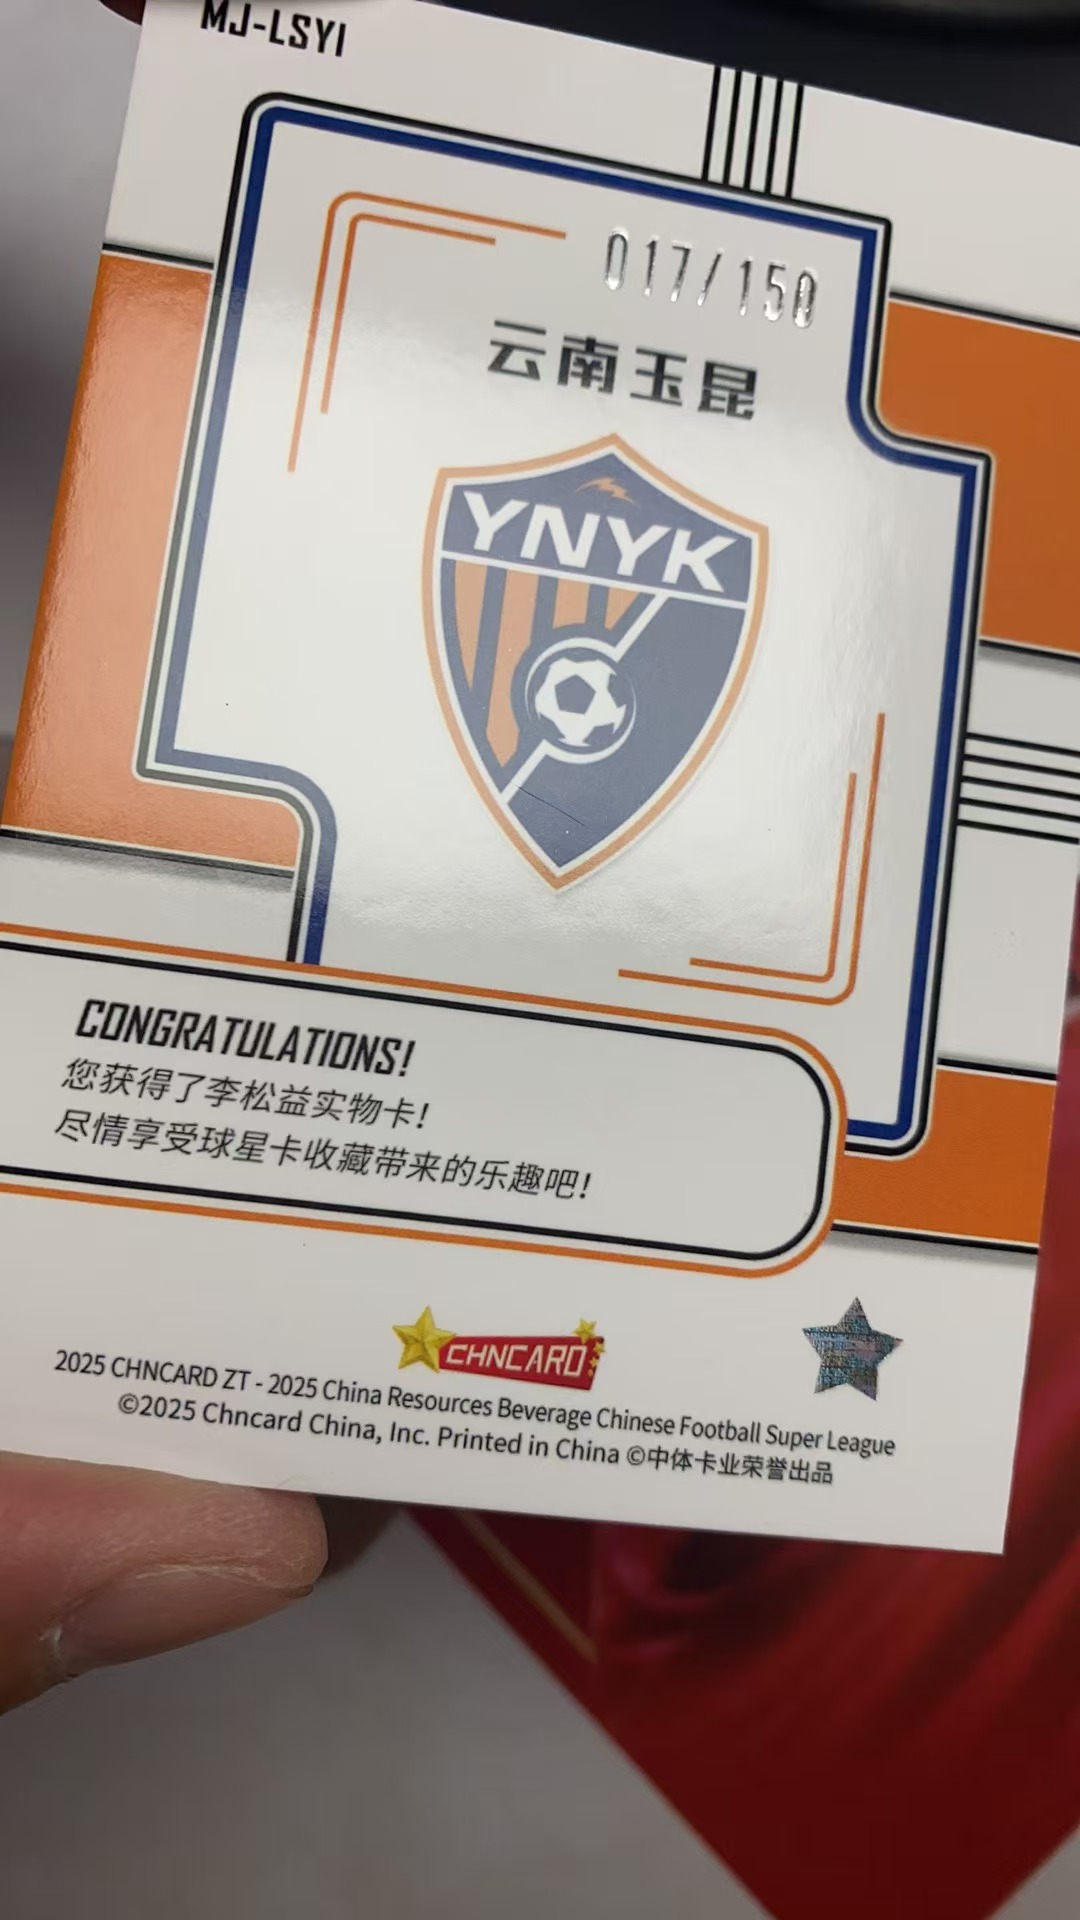 MJ-LSYI
017/150
云南玉昆
YNYK
CONGRATULATIONS!
您获得了李松益实物卡!
尽情享受球星卡收藏带来的乐趣吧!
CHNCARD
2025 CHNCARD ZT - 2025 China Resources Beverage Chinese Football Super League
©2025 Chncard China, Inc. Printed in China ©中体卡业荣誉出品